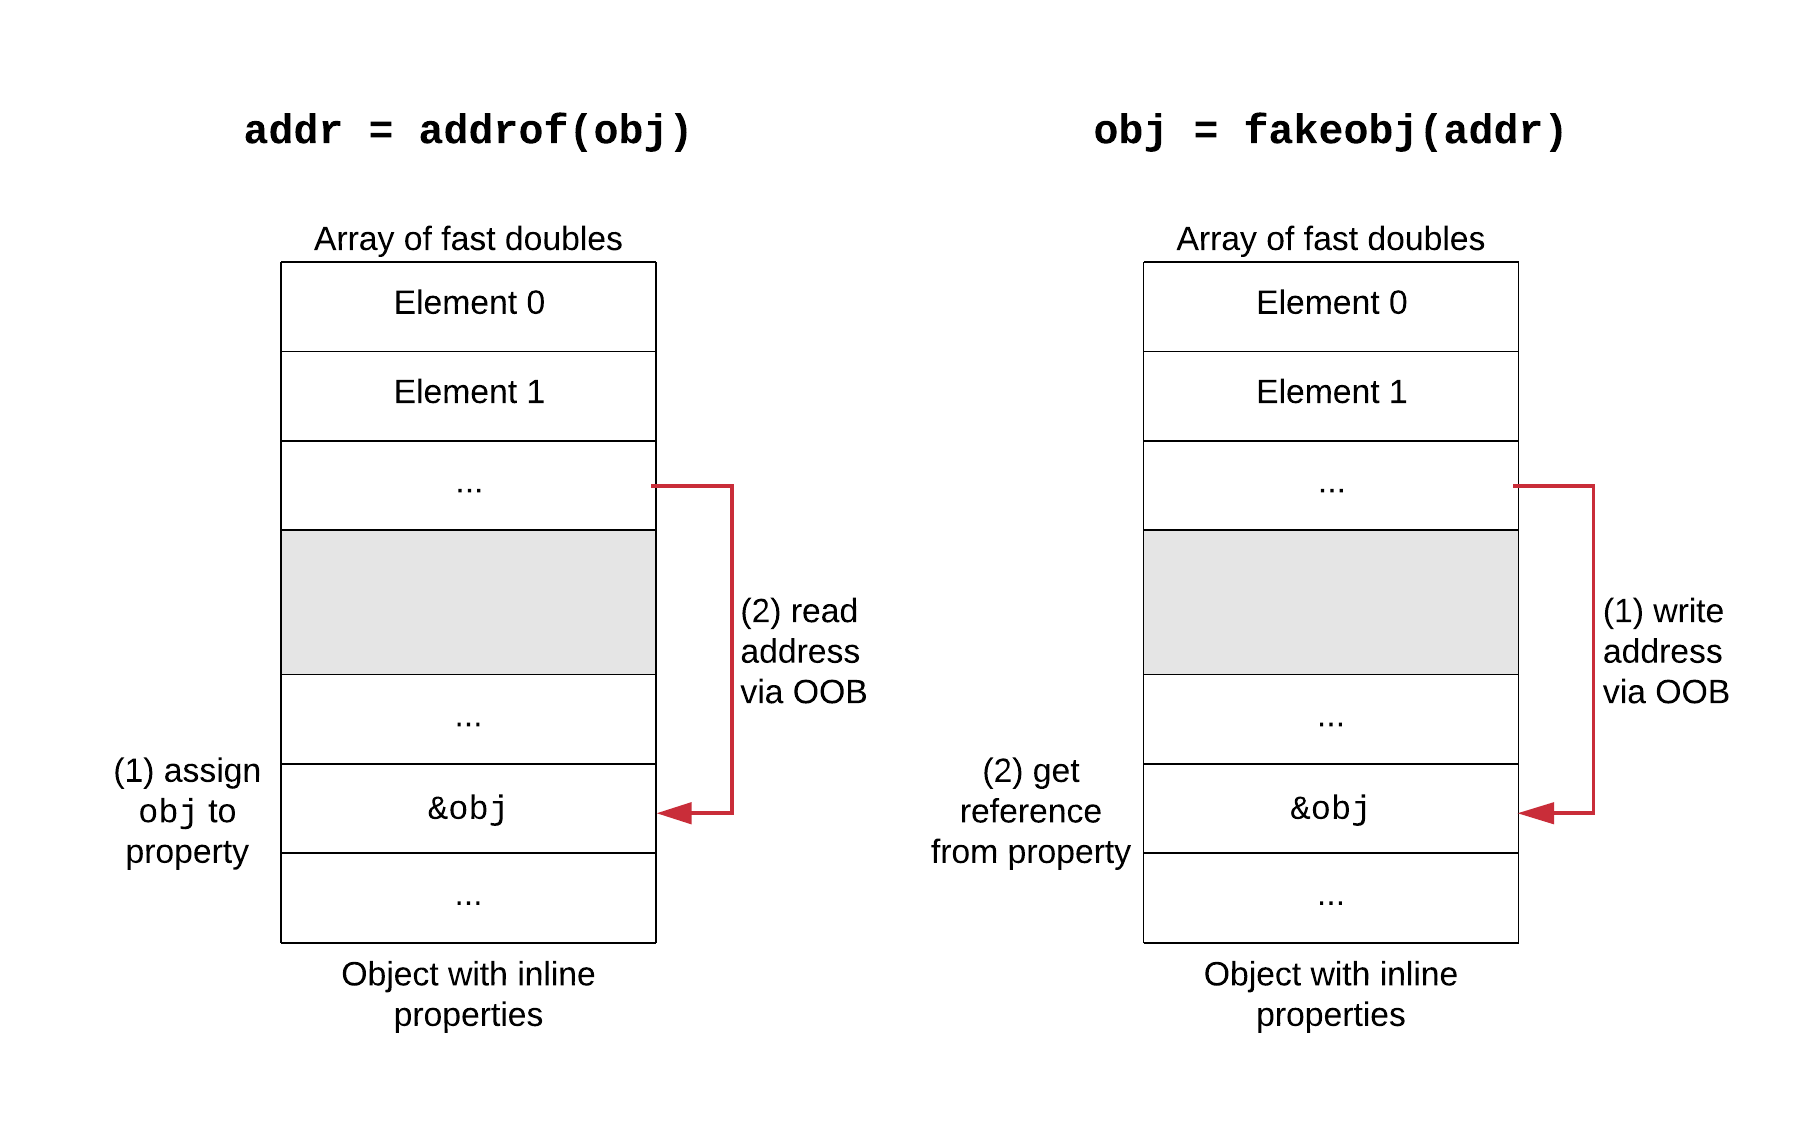 addr = addrof(obj)
Array of fast doubles
Element 0
Element 1
...
(2) read
address
via OOB
...
(1) assign
obj to
property
&obj
...
Object with inline
properties
obj = fakeobj(addr)
Array of fast doubles
Element 0
Element 1
...
(1) write
address
via OOB
...
(2) get
reference
from property
&obj
...
Object with inline
properties